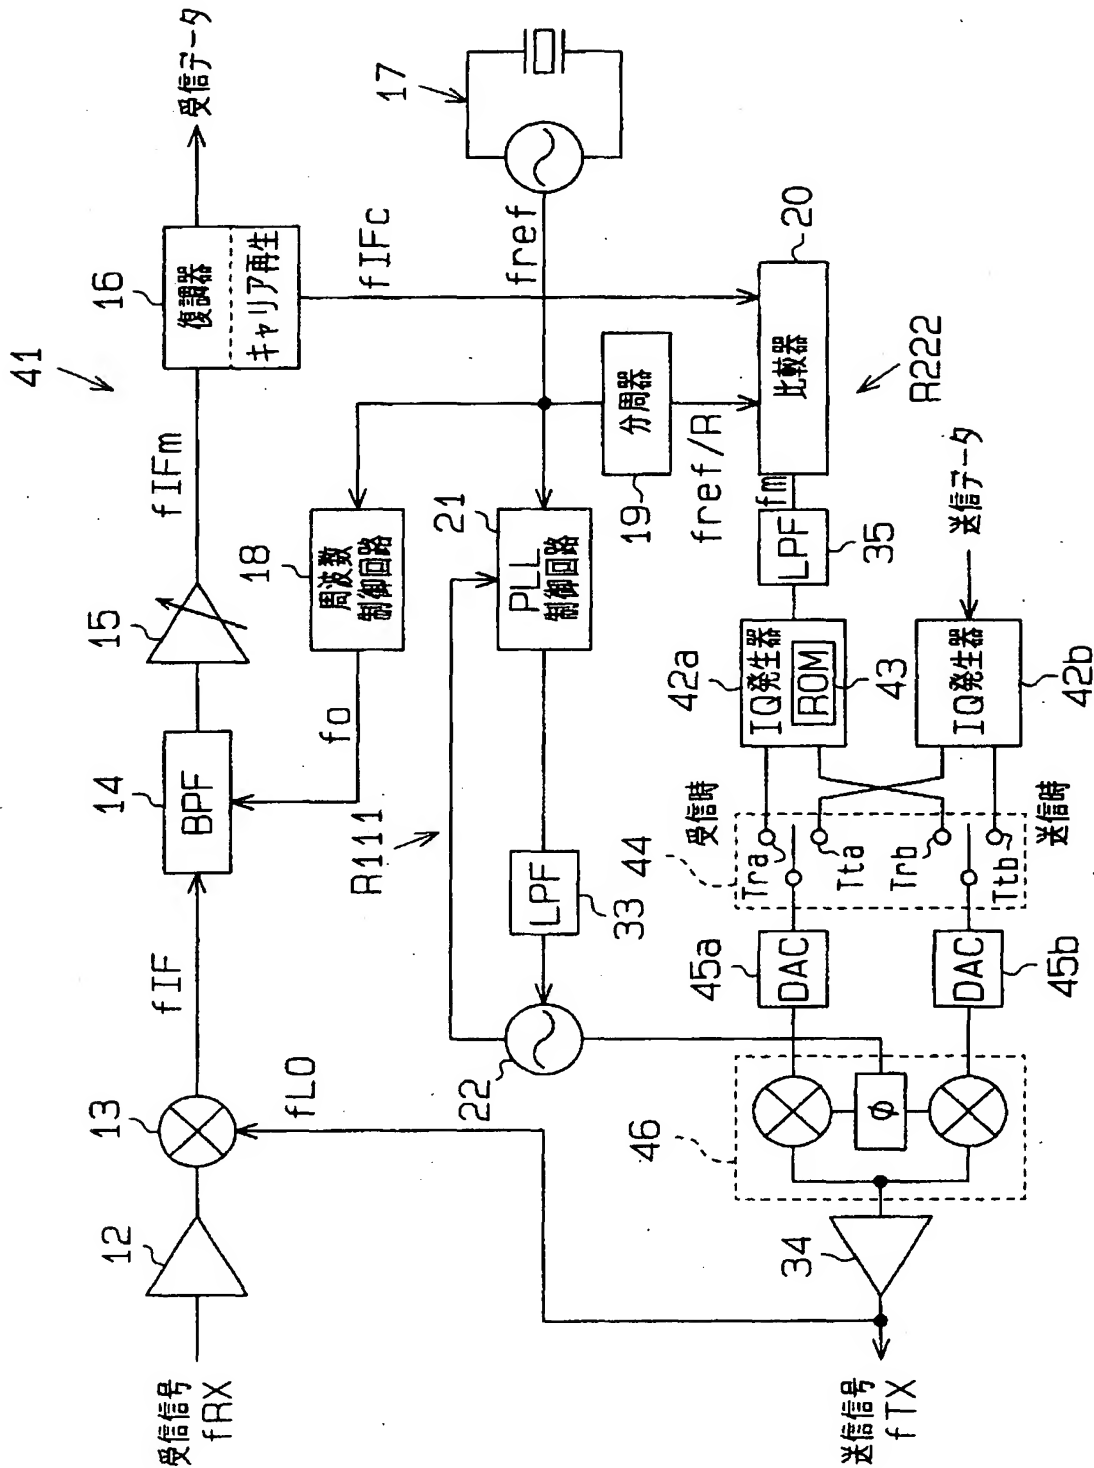 受信信号
fRX
12
13
fLO
fIF
14
BPF
15
fIFm
41
16
復調器
キャリア再生
受信データ
fIFc
17
fref
18
周波数
制御回路
fo
R111
21
PLL
制御回路
LPF
33
22
19
分周器
fref/R
20
比較器
R222
fm
LPF
35
42a
IQ発生器
ROM
43
IQ発生器
42b
送信データ
受信時
44
Tra
Tta
Trb
Ttb
送信時
45a
DAC
DAC
45b
46
φ
34
送信信号
fTX